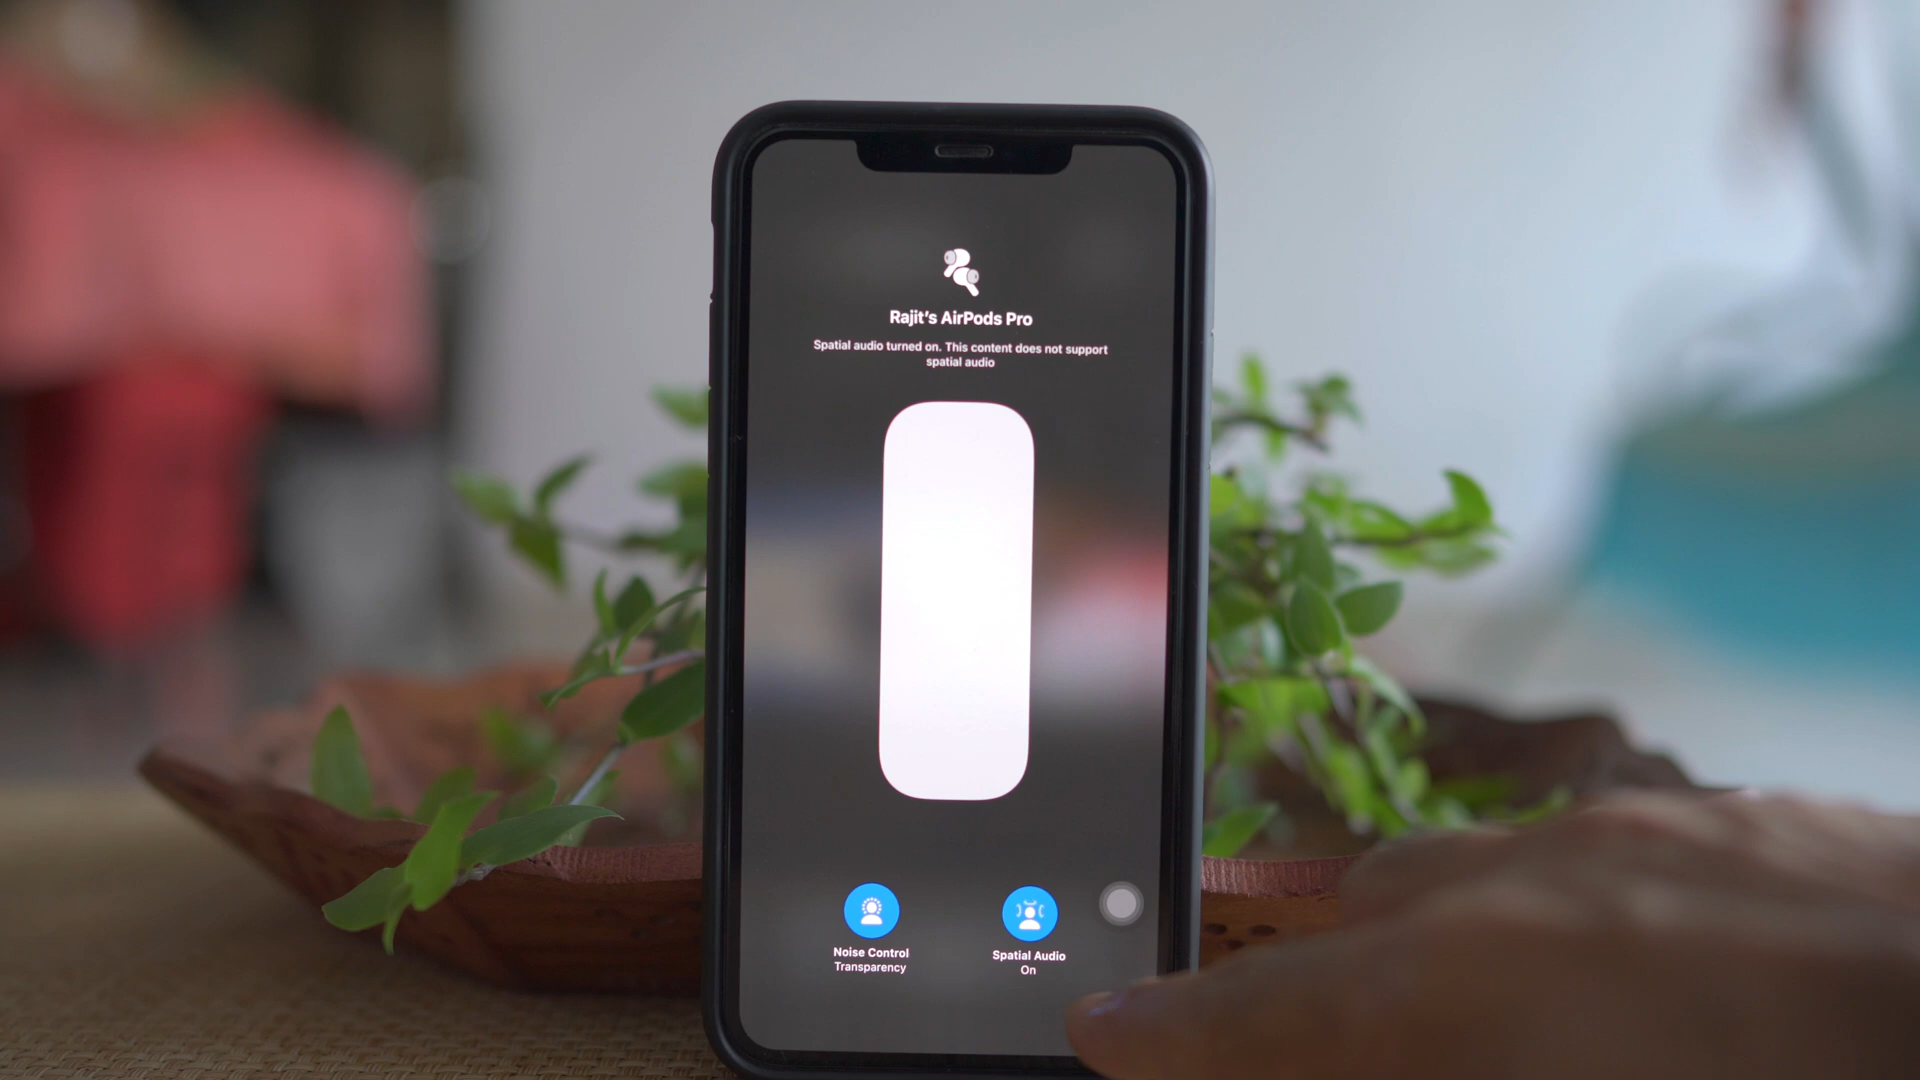 Rajit's AirPods Pro
Spatial audio turned on. This content does not support
spatial audio
Noise Control
Transparency
Spatial Audio
On